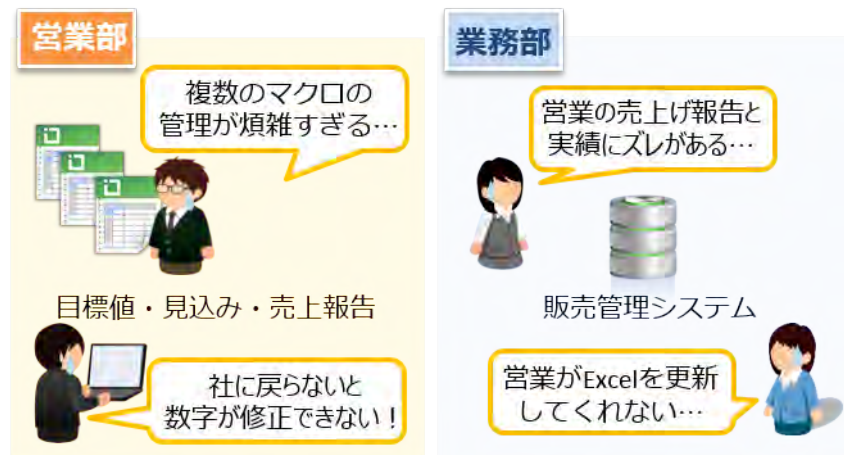 営業部
複数のマクロの
管理が煩雑すぎる…
目標値・見込み・売上報告
社に戻らないと
数字が修正できない！
業務部
営業の売上げ報告と
実績にズレがある…
販売管理システム
営業がExcelを更新
してくれない…